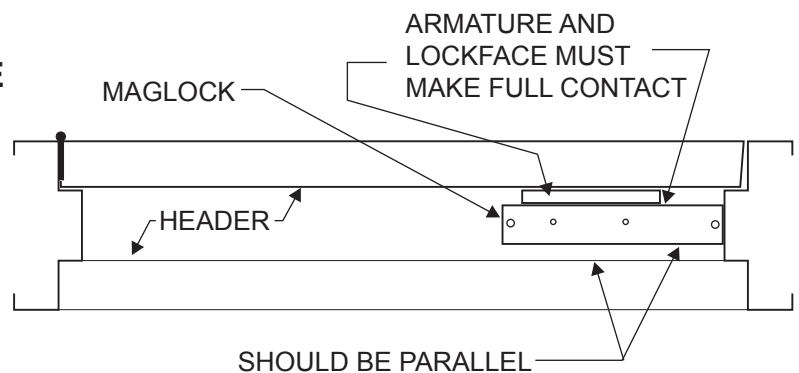 ARMATURE AND
LOCKFACE MUST
MAKE FULL CONTACT
E
MAGLOCK
HEADER
SHOULD BE PARALLEL